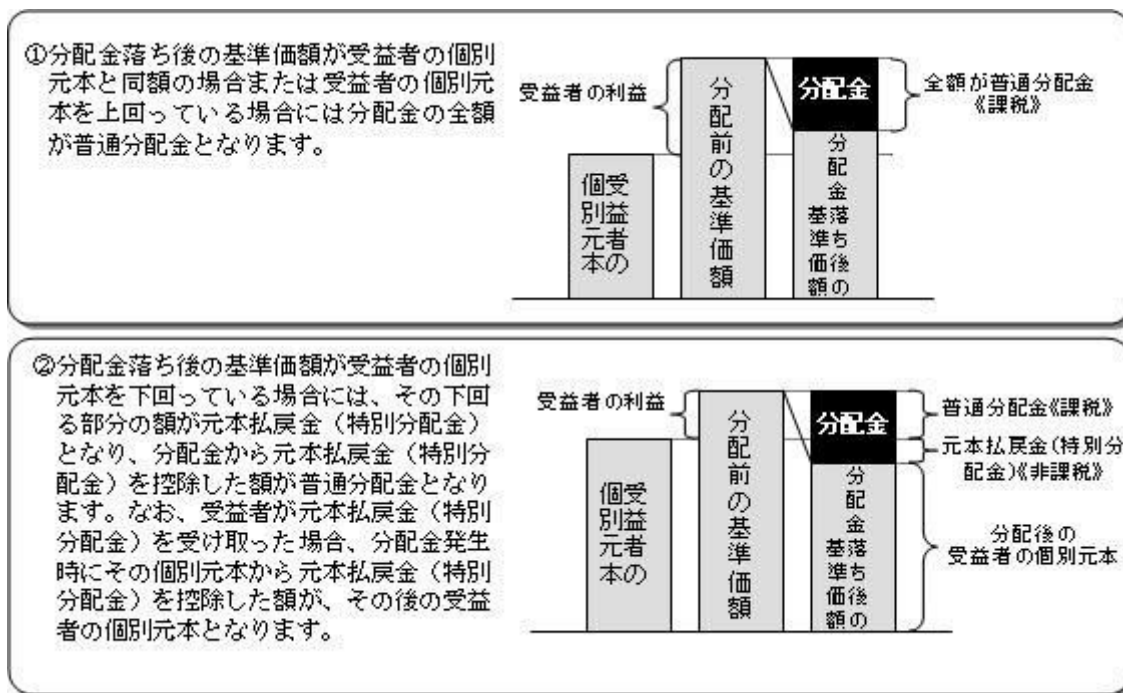 ①分配金落ち後の基準価額が受益者の個別
元本と同額の場合または受益者の個別元
本を上回っている場合には分配金の全額
が普通分配金となります。
受益者の利益
受益者の
個別元本
分配前の基準価額
分配金
分配金落ち後の
基準価額
全額が普通分配金
《課税》
②分配金落ち後の基準価額が受益者の個別
元本を下回っている場合には、その下回
る部分の額が元本払戻金（特別分配金）
となり、分配金から元本払戻金（特別分
配金）を控除した額が普通分配金となり
ます。なお、受益者が元本払戻金（特別
分配金）を受け取った場合、分配金発生
時にその個別元本から元本払戻金（特別
分配金）を控除した額が、その後の受益
者の個別元本となります。
受益者の利益
受益者の
個別元本
分配前の基準価額
分配金
分配金落ち後の
基準価額
普通分配金《課税》
元本払戻金(特別分
配金)《非課税》
分配後の
受益者の個別元本